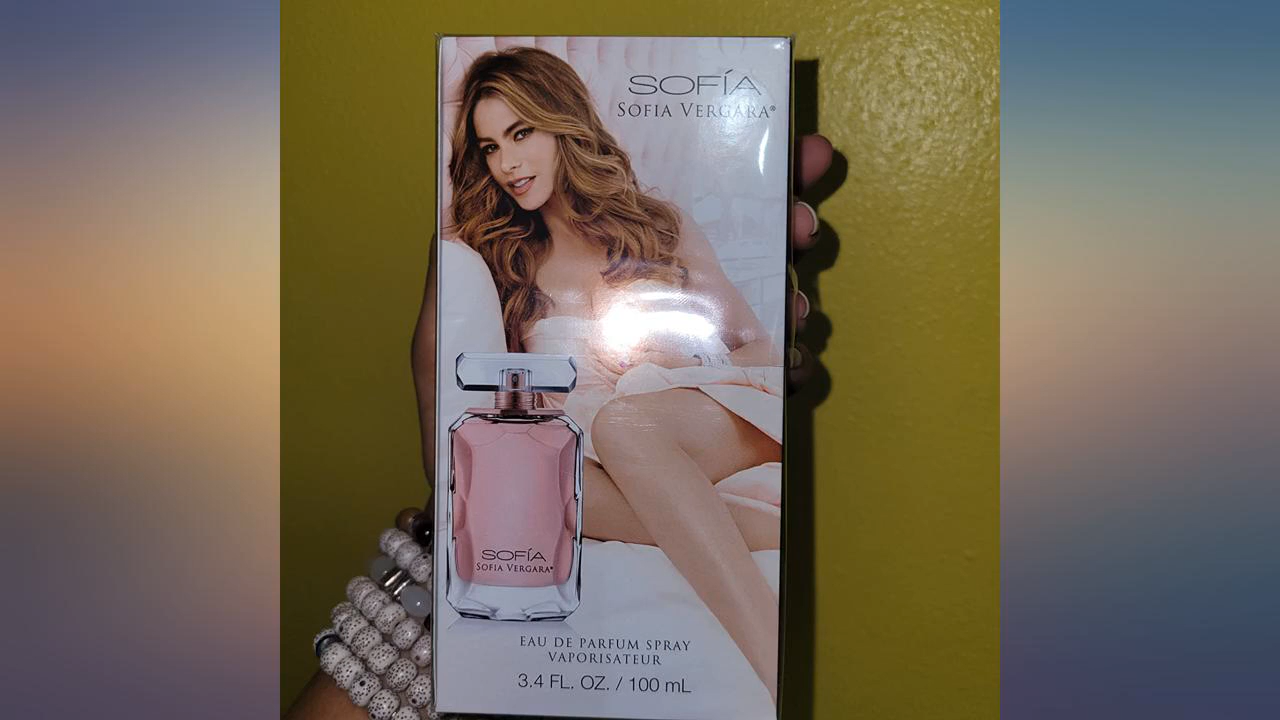 SOFÍA
SOFIA VERGARA®
SOFÍA
SOFIA VERGARA®
EAU DE PARFUM SPRAY
VAPORISATEUR
3.4 FL. OZ. / 100 mL